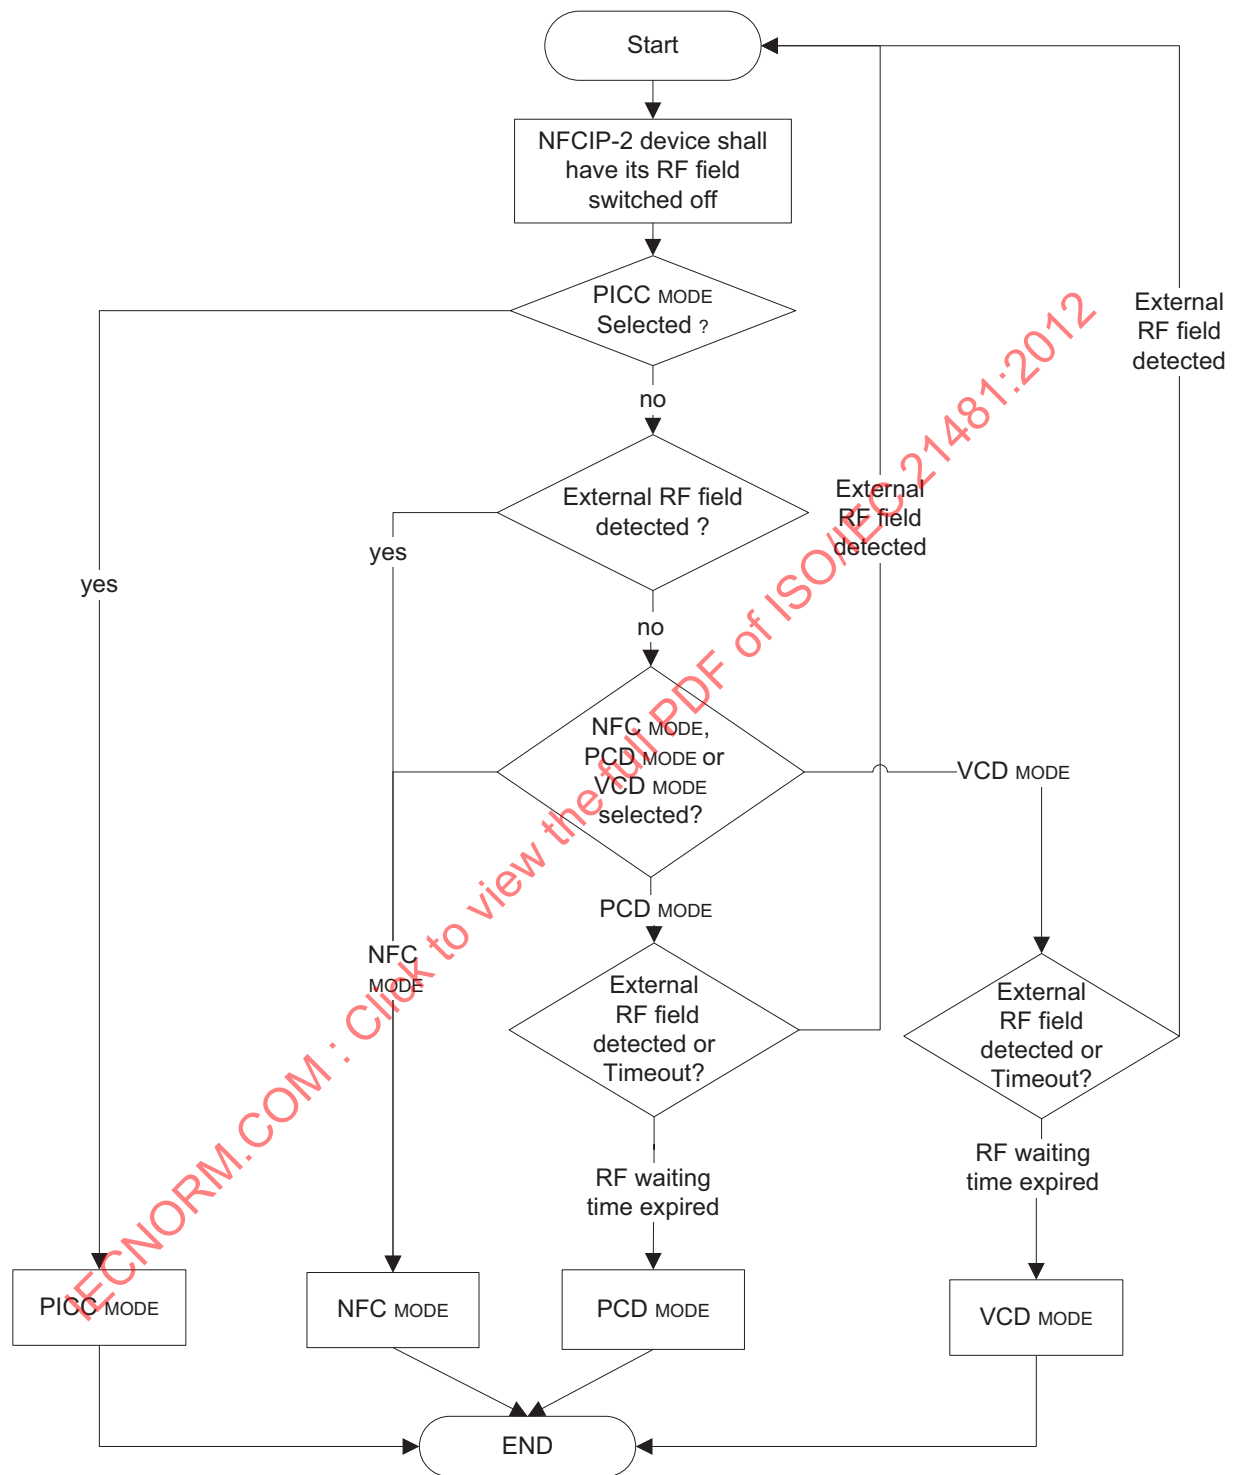 Start
NFCIP-2 device shall
have its RF field
switched off
PICC MODE
Selected ?
External
RF field
detected
no
External RF field
detected ?
External
RF field
detected
yes
yes
no
NFC MODE,
PCD MODE or
VCD MODE
selected?
VCD MODE
PCD MODE
NFC
MODE
External
RF field
detected or
Timeout?
External
RF field
detected or
Timeout?
RF waiting
time expired
RF waiting
time expired
PICC MODE
NFC MODE
PCD MODE
VCD MODE
END
IECNORM.COM : Click to view the full PDF of ISO/IEC 21481:2012